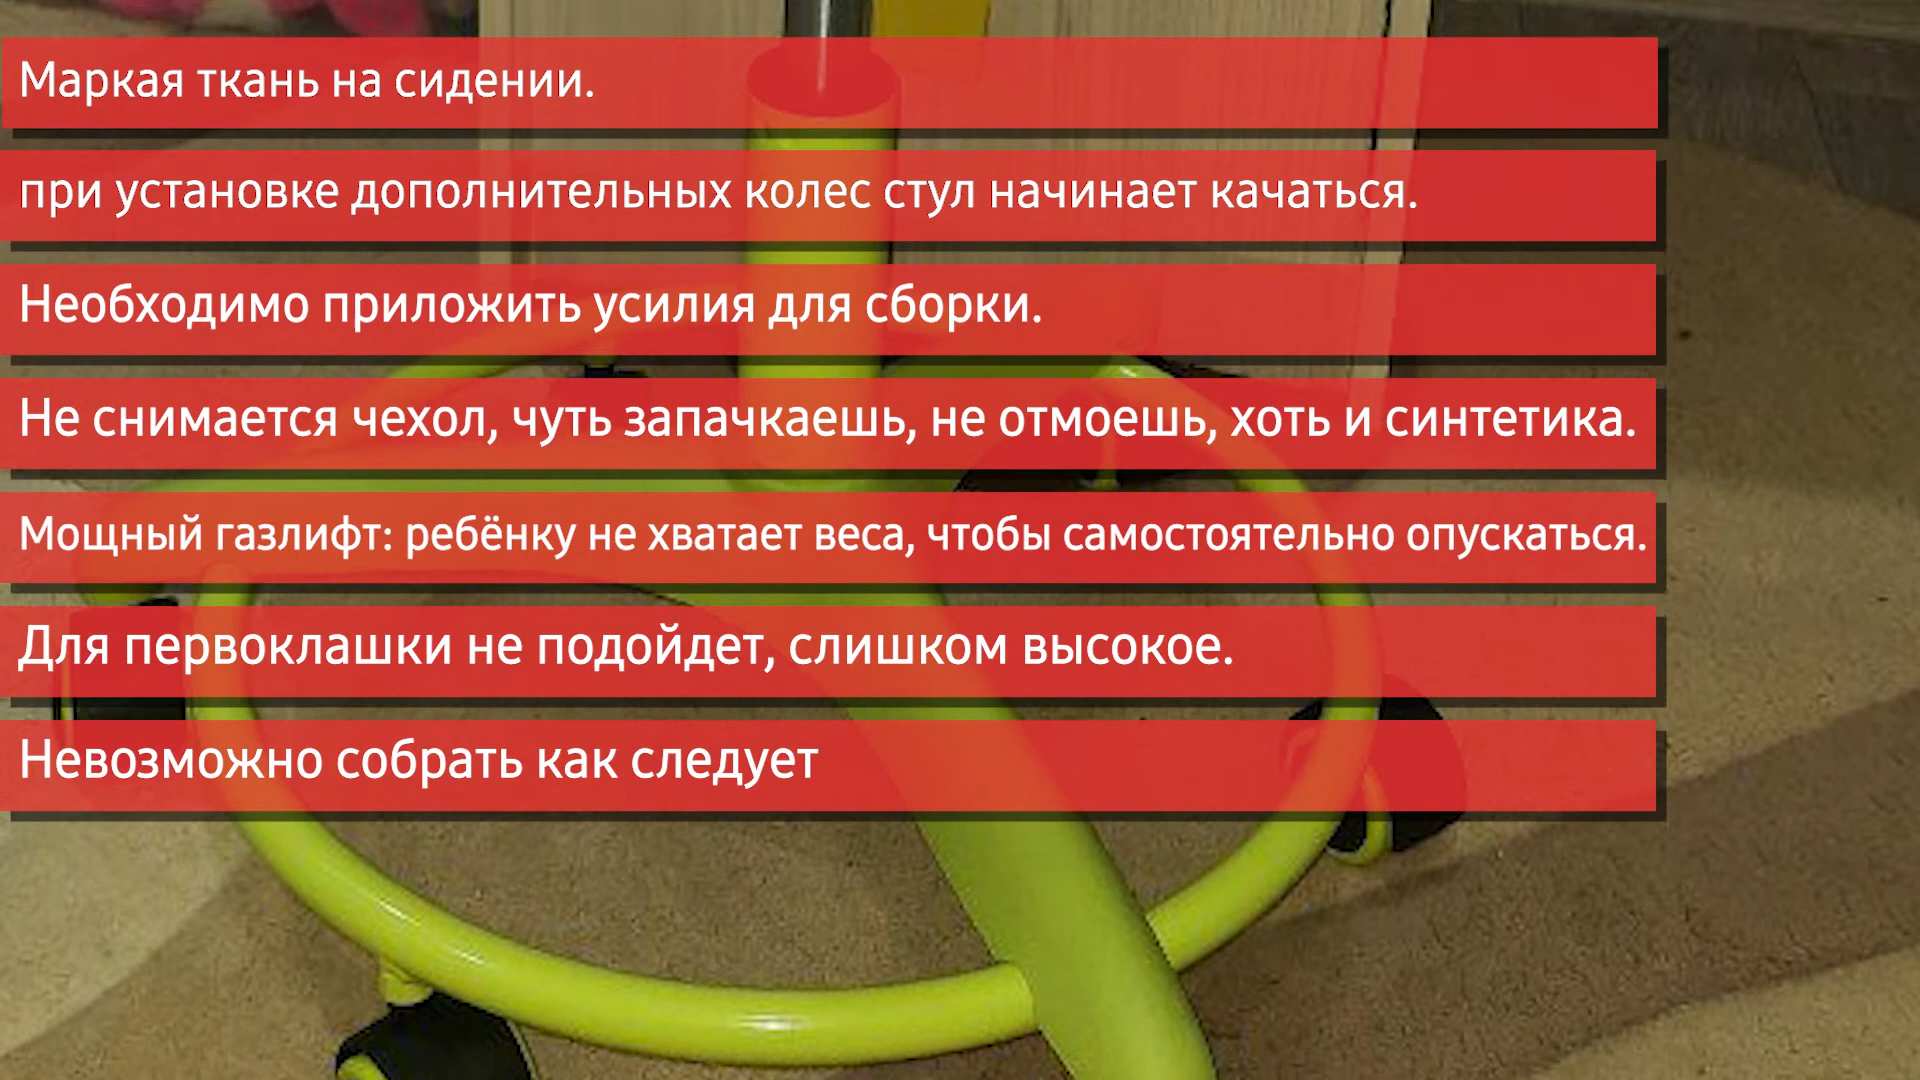 Маркая ткань на сидении.
при установке дополнительных колес стул начинает качаться.
Необходимо приложить усилия для сборки.
Не снимается чехол, чуть запачкаешь, не отмоешь, хоть и синтетика.
Мощный газлифт: ребёнку не хватает веса, чтобы самостоятельно опускаться.
Для первоклашки не подойдет, слишком высокое.
Невозможно собрать как следует